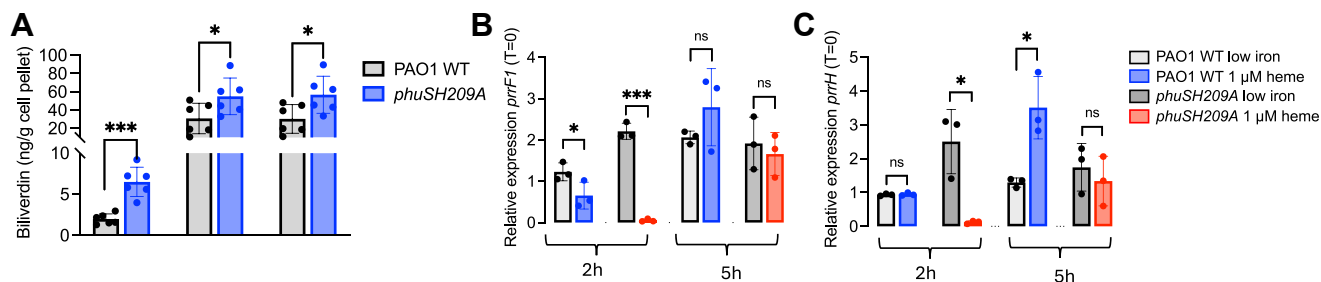 A
Biliverdin (ng/g cell pellet)
100
80
60
40
20
10
5
0
***
*
*
PAO1 WT
phuSH209A
B
Relative expression prrF1 (T=0)
4
3
2
1
0
*
***
ns
ns
2h
5h
C
Relative expression prrH (T=0)
5
4
3
2
1
0
ns
*
*
ns
2h
5h
PAO1 WT low iron
PAO1 WT 1 µM heme
phuSH209A low iron
phuSH209A 1 µM heme